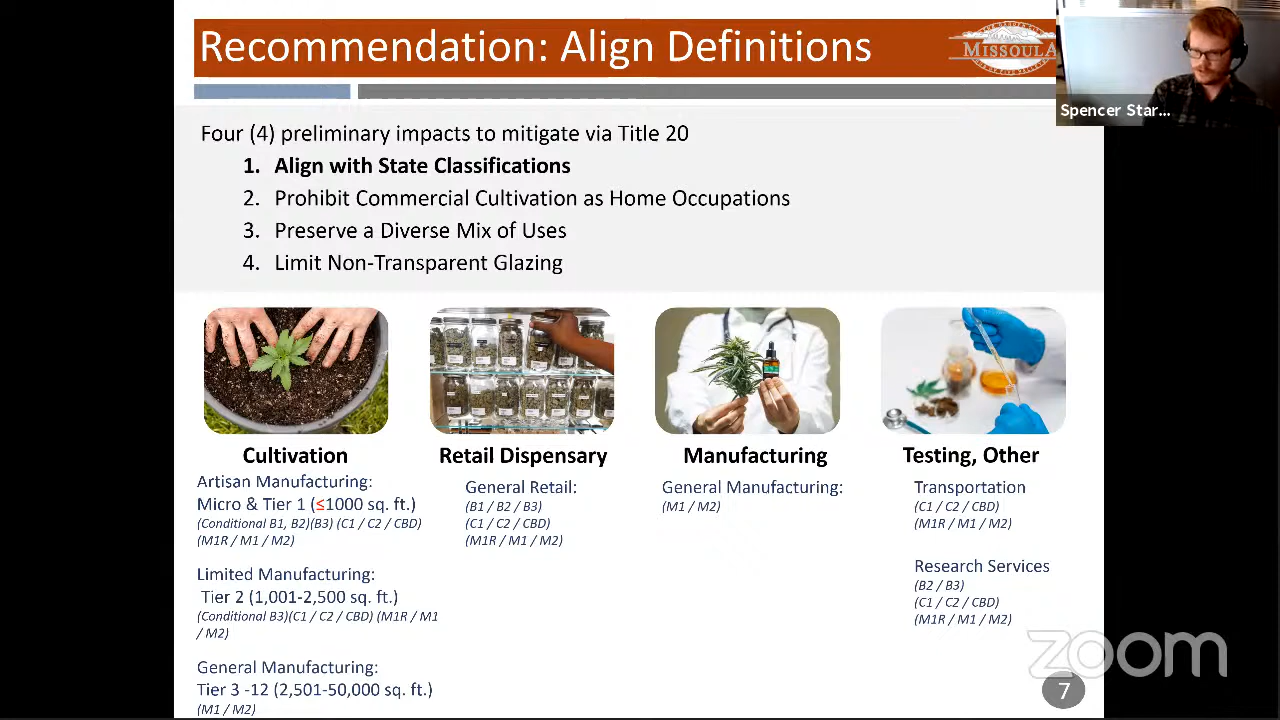 Recommendation: Align Definitions
MISSOULA
Spencer Star...
Four (4) preliminary impacts to mitigate via Title 20
1. Align with State Classifications
2. Prohibit Commercial Cultivation as Home Occupations
3. Preserve a Diverse Mix of Uses
4. Limit Non-Transparent Glazing
Cultivation
Artisan Manufacturing:
Micro & Tier 1 (≤1000 sq. ft.)
(Conditional B1, B2)(B3) (C1 / C2 / CBD)
(M1R / M1 / M2)
Limited Manufacturing:
Tier 2 (1,001-2,500 sq. ft.)
(Conditional B3)(C1 / C2 / CBD) (M1R / M1
/ M2)
General Manufacturing:
Tier 3 -12 (2,501-50,000 sq. ft.)
(M1 / M2)
Retail Dispensary
General Retail:
(B1 / B2 / B3)
(C1 / C2 / CBD)
(M1R / M1 / M2)
Manufacturing
General Manufacturing:
(M1 / M2)
Testing, Other
Transportation
(C1 / C2 / CBD)
(M1R / M1 / M2)
Research Services
(B2 / B3)
(C1 / C2 / CBD)
(M1R / M1 / M2)
zoom
7